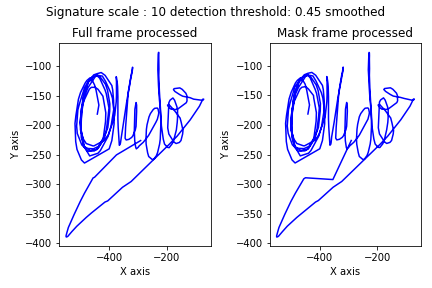 Signature scale : 10 detection threshold: 0.45 smoothed
Full frame processed Mask frame processed
−100 −100
−150 −150
−200 −200
Y axis Y axis
−250 −250
−300 −300
−350 −350
−400 −400
−400 −200 −400 −200
X axis X axis